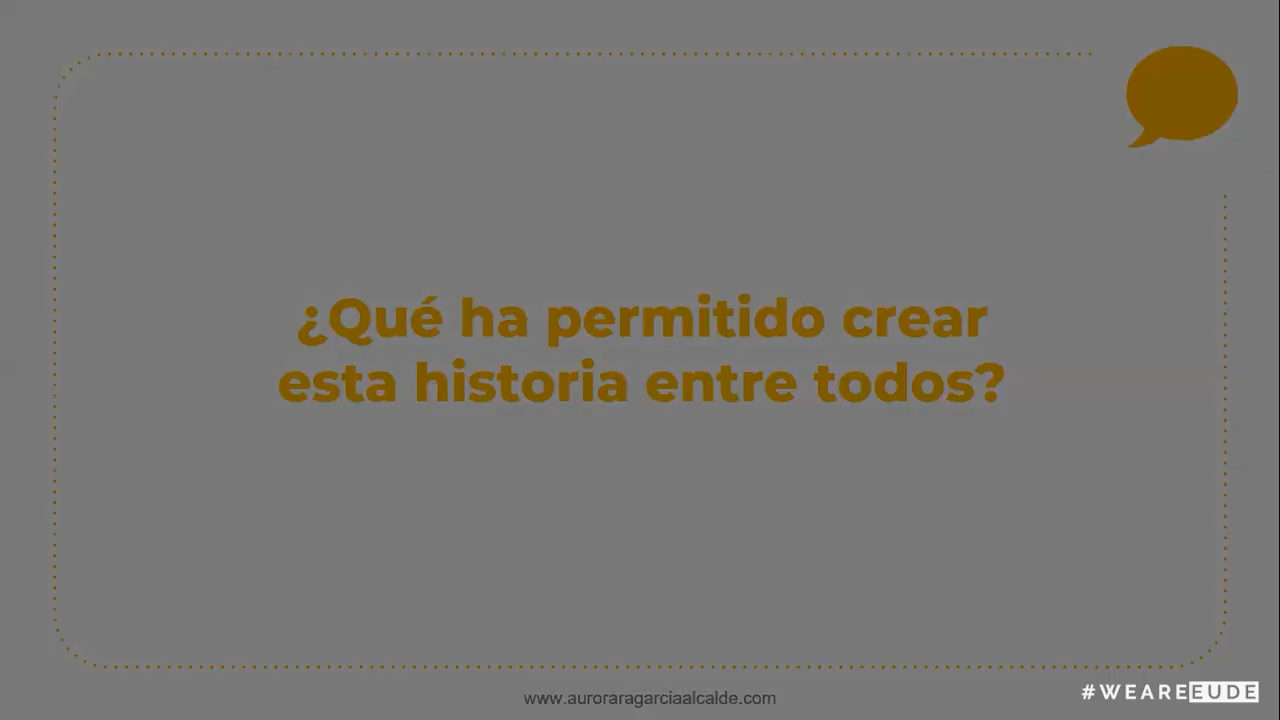 ¿Qué ha permitido crear
esta historia entre todos?
www.auroraragarciaalcalde.com
#WEAREEUDE